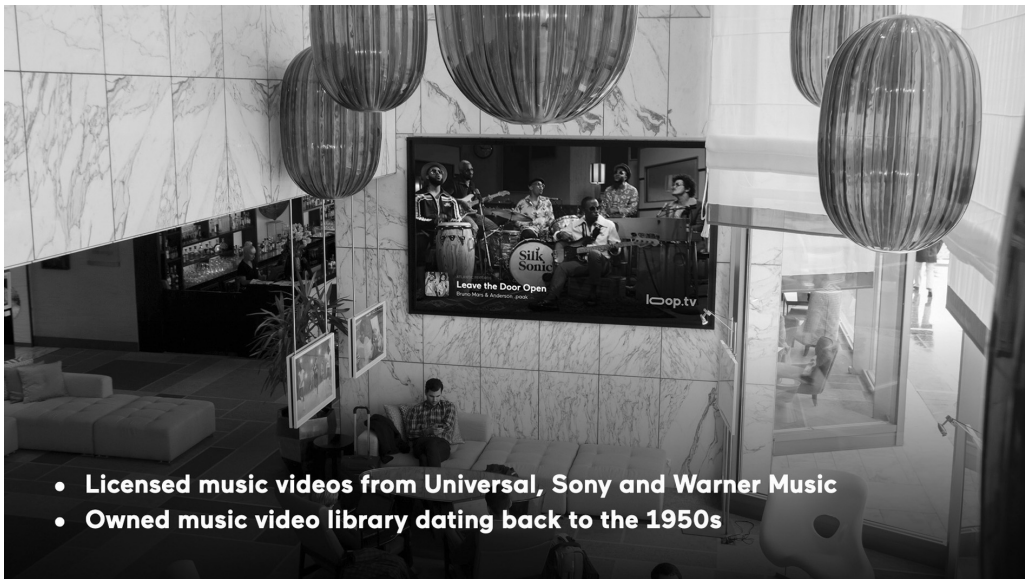 Silk
Sonic
Leave the Door Open
Bruno Mars & Anderson .paak
loop.tv
• Licensed music videos from Universal, Sony and Warner Music
• Owned music video library dating back to the 1950s